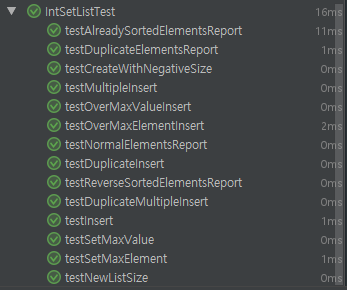 IntSetListTest 16ms
testAlreadySortedElementsReport 11ms
testDuplicateElementsReport 1ms
testCreateWithNegativeSize 0ms
testMultipleInsert 0ms
testOverMaxValueInsert 0ms
testOverMaxElementInsert 2ms
testNormalElementsReport 0ms
testDuplicateInsert 0ms
testReverseSortedElementsReport 0ms
testDuplicateMultipleInsert 0ms
testInsert 1ms
testSetMaxValue 0ms
testSetMaxElement 1ms
testNewListSize 0ms